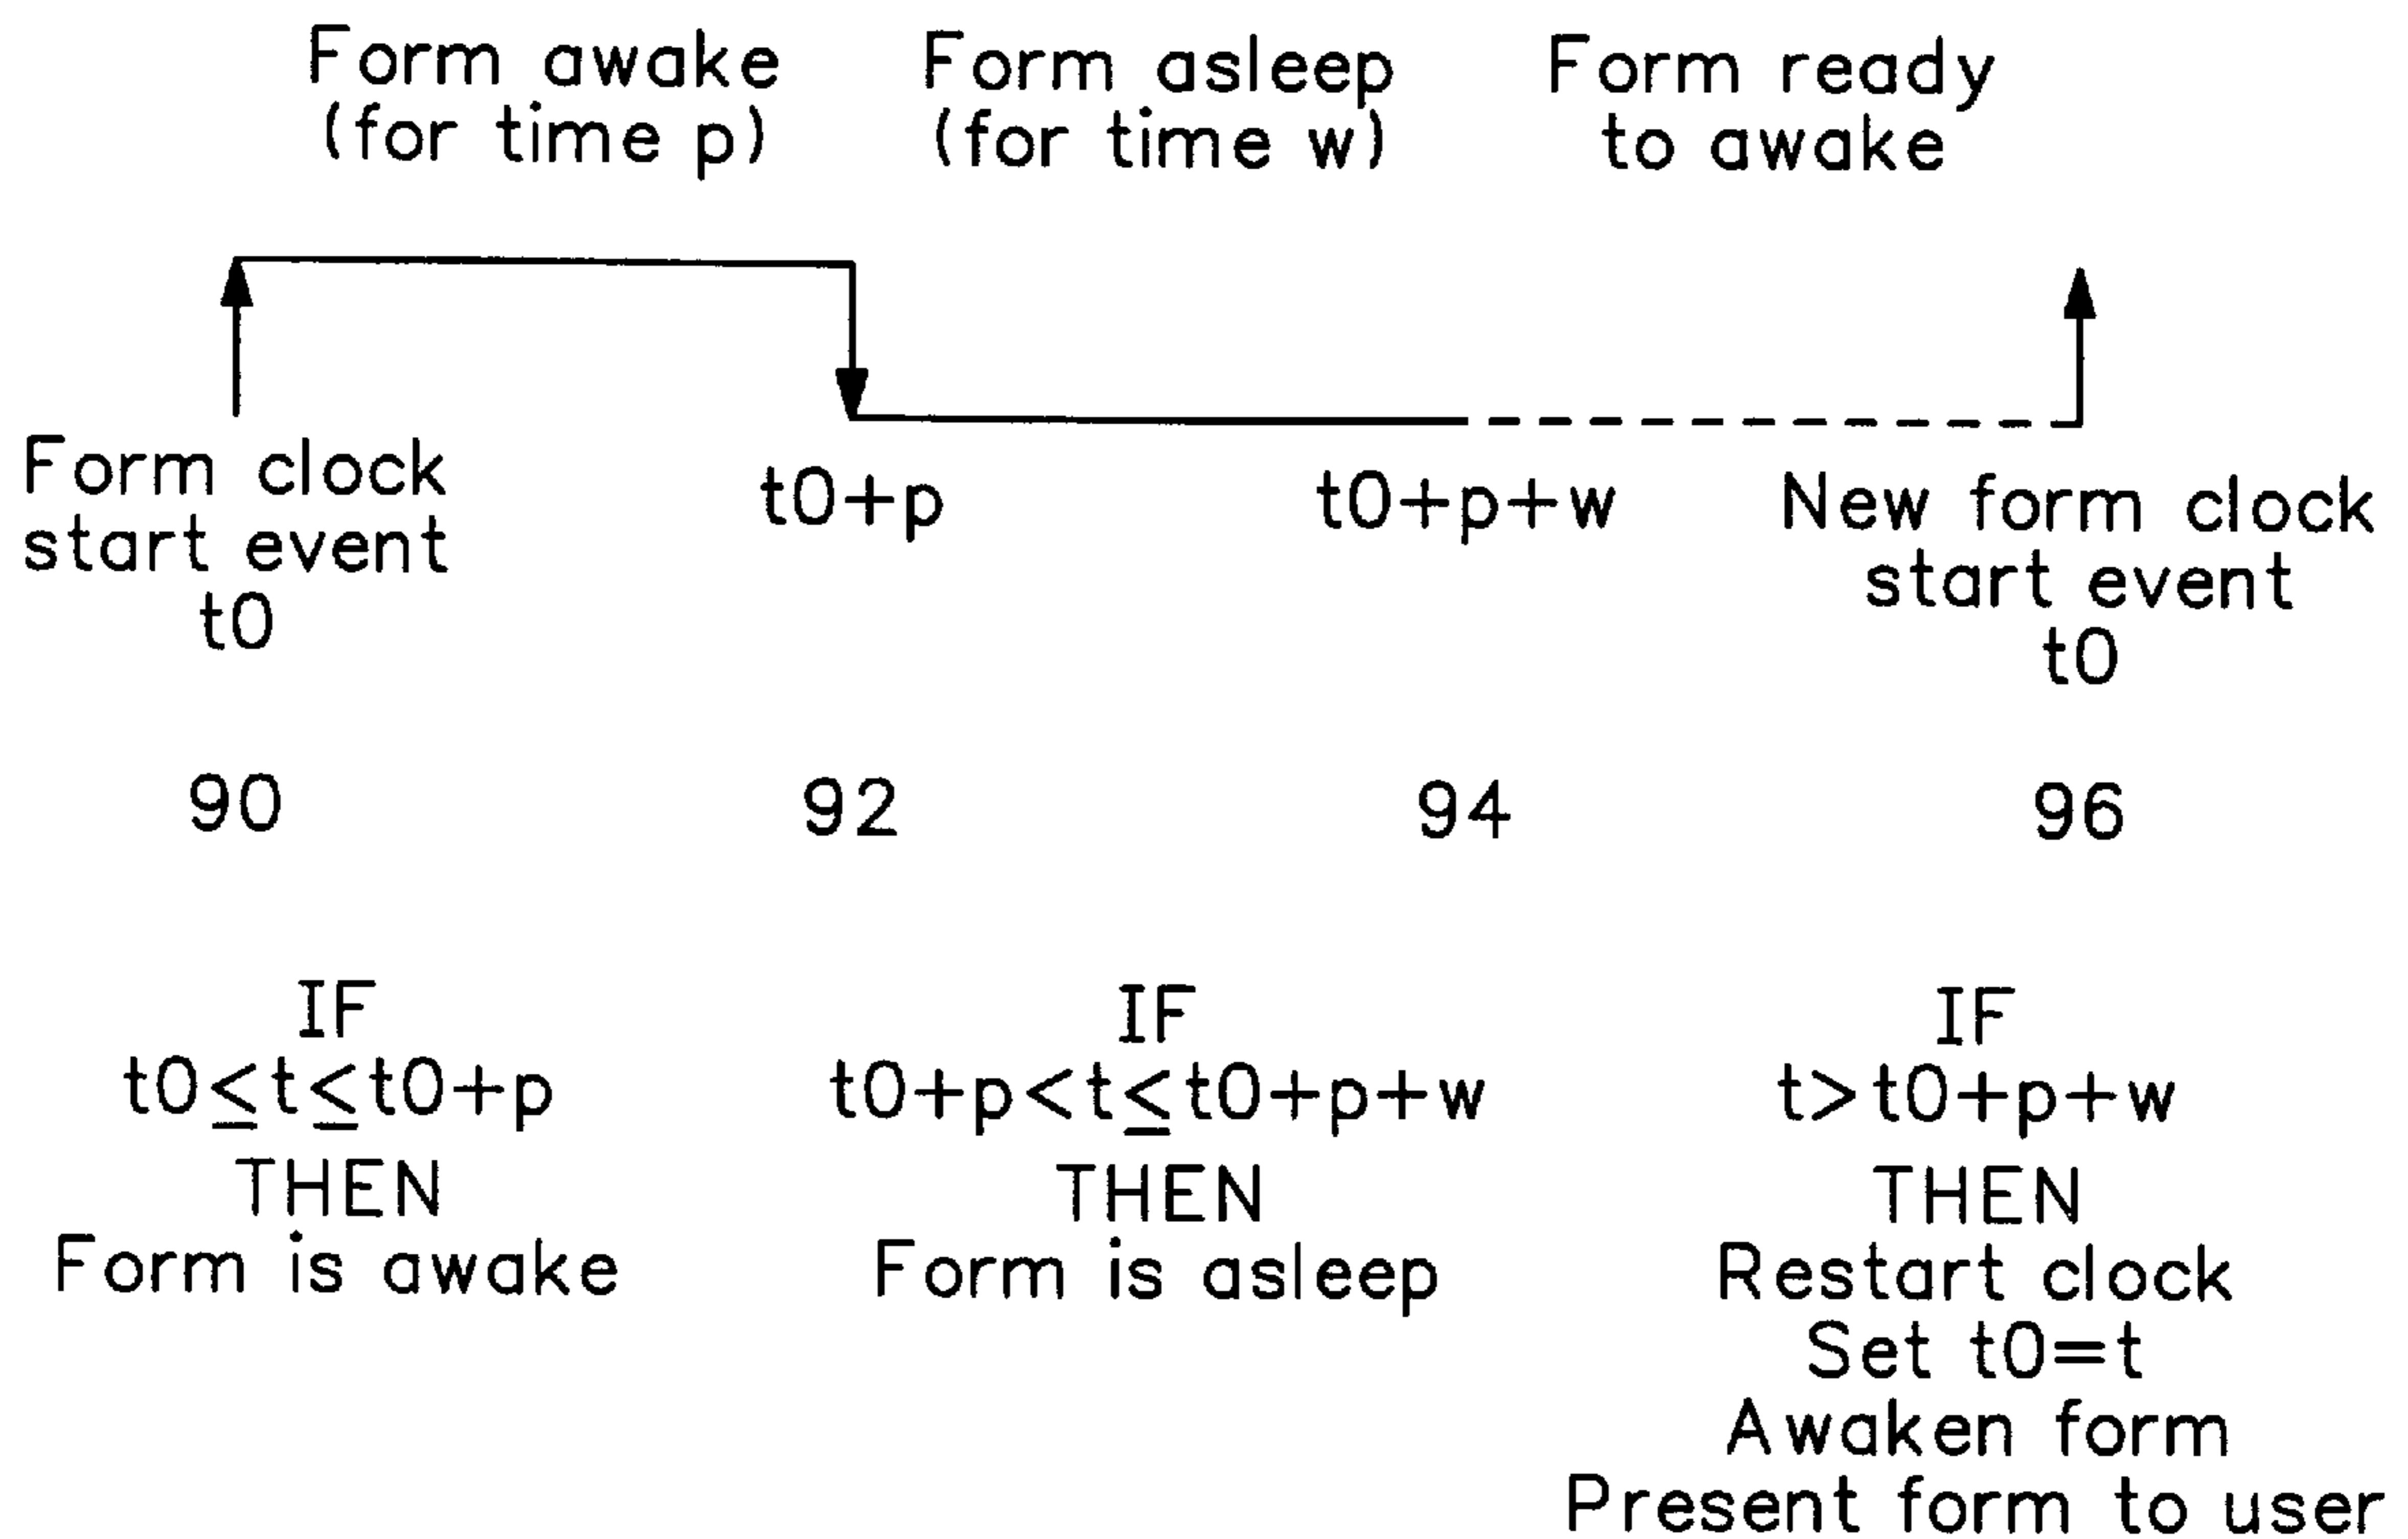 Form awake
(for time p)
Form asleep
(for time w)
Form ready
to awake
Form clock
start event
t0
t0+p
t0+p+w
New form clock
start event
t0
90
92
94
96
IF
t0≤t≤t0+p
THEN
Form is awake
IF
t0+p<t≤t0+p+w
THEN
Form is asleep
IF
t>t0+p+w
THEN
Restart clock
Set t0=t
Awaken form
Present form to user